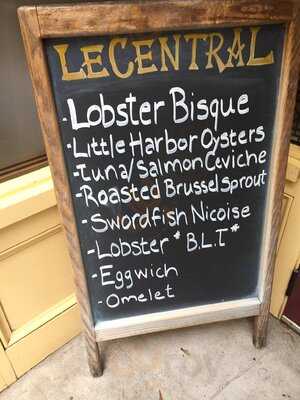 LECENTRAL
- Lobster Bisque
- Little Harbor Oysters
- Tuna/Salmon Ceviche
- Roasted Brussel sprout
- Swordfish Nicoise
- Lobster * B.L.T *
- Eggwich
- Omelet